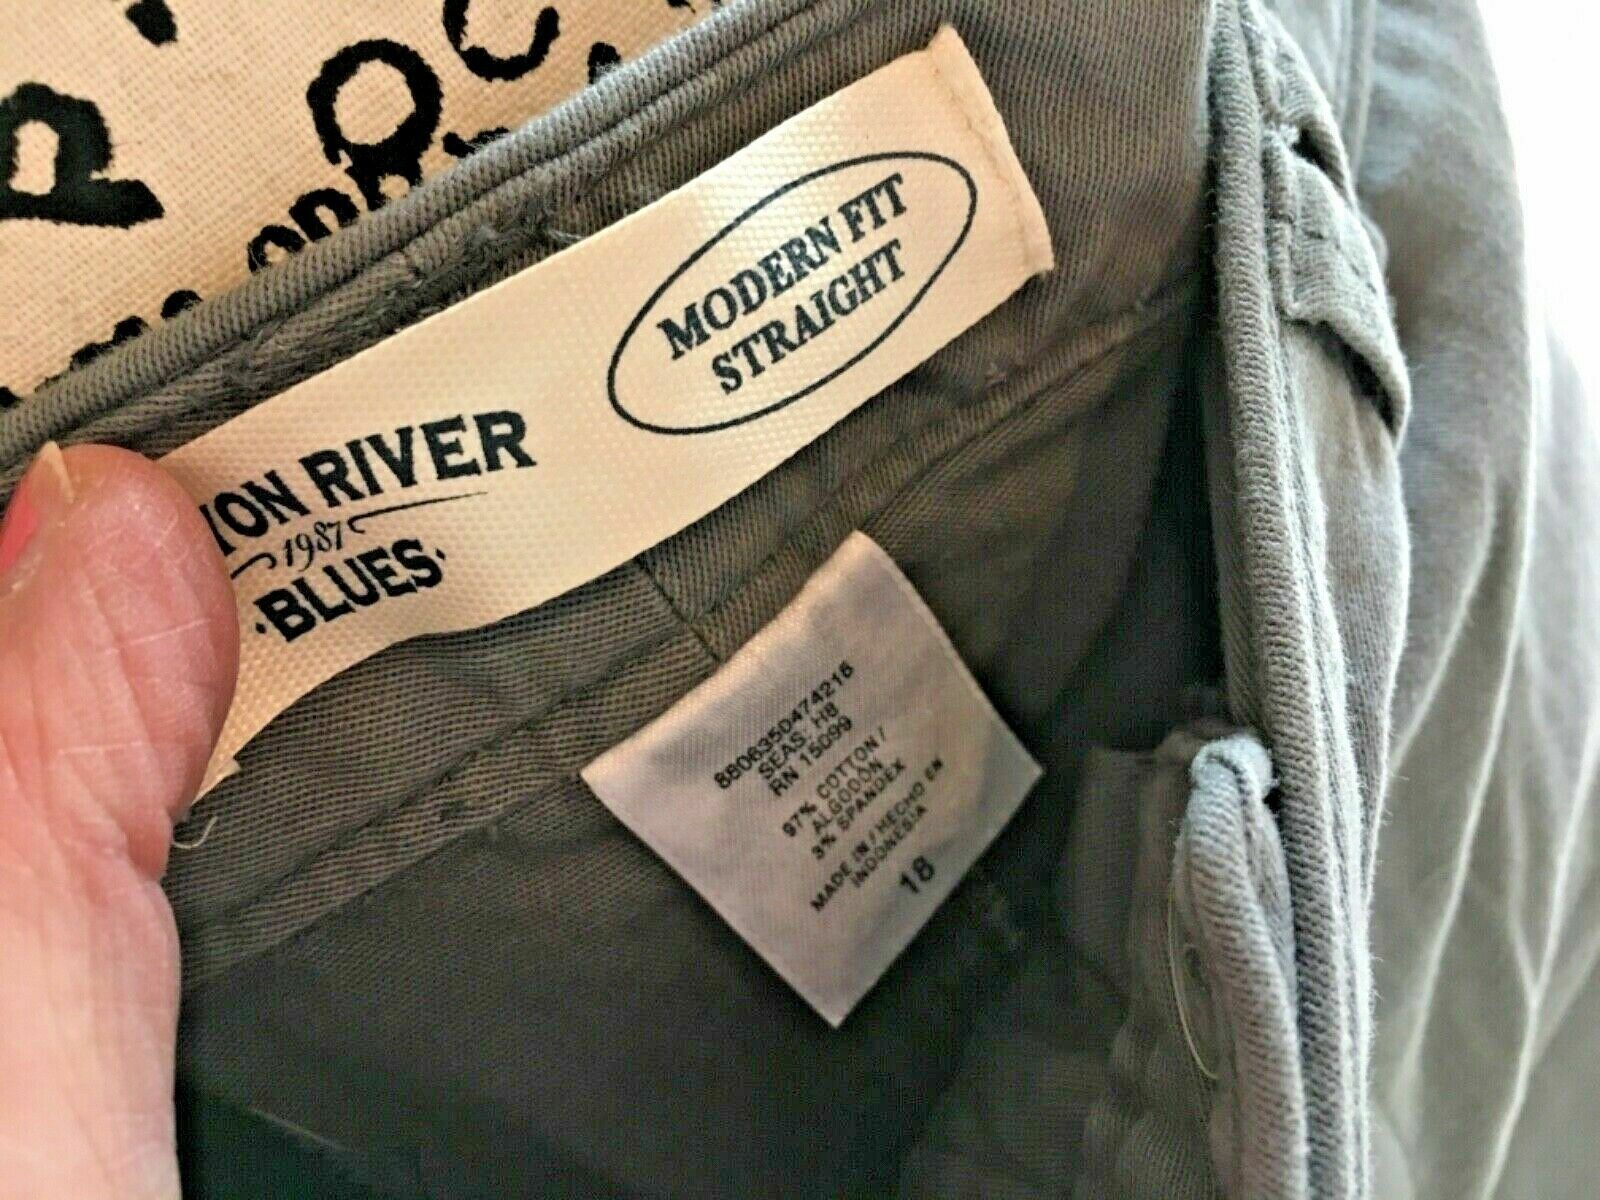 P
OC
MODERN FIT
STRAIGHT
YON RIVER
1987
·BLUES·
SEAS: H8
RN 15099
97% COTTON /
ALGODON
3% SPANDEX
MADE IN / HECHO EN
INDONESIA
18